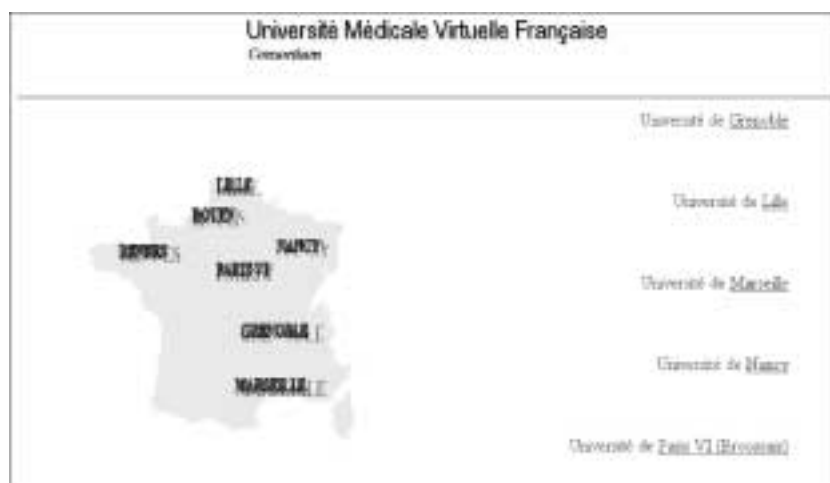 Université Médicale Virtuelle Française
Consortium
Université de Grenoble
LILLE
Université de Lille
ROUEN
RENNES
NANCY
PARIS VI
Université de Marseille
GRENOBLE
Université de Nancy
MARSEILLE
Université de Paris VI (Broussais)